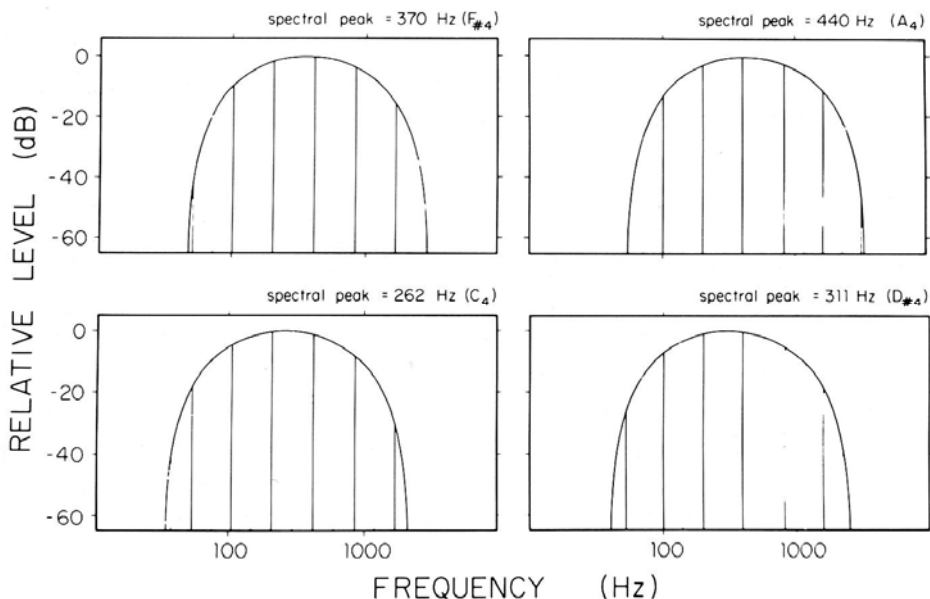 spectral peak = 370 Hz (F#4)
spectral peak = 440 Hz (A4)
0
-20
-40
-60
spectral peak = 262 Hz (C4)
spectral peak = 311 Hz (D#4)
0
-20
-40
-60
100
1000
100
1000
RELATIVE LEVEL (dB)
FREQUENCY (Hz)